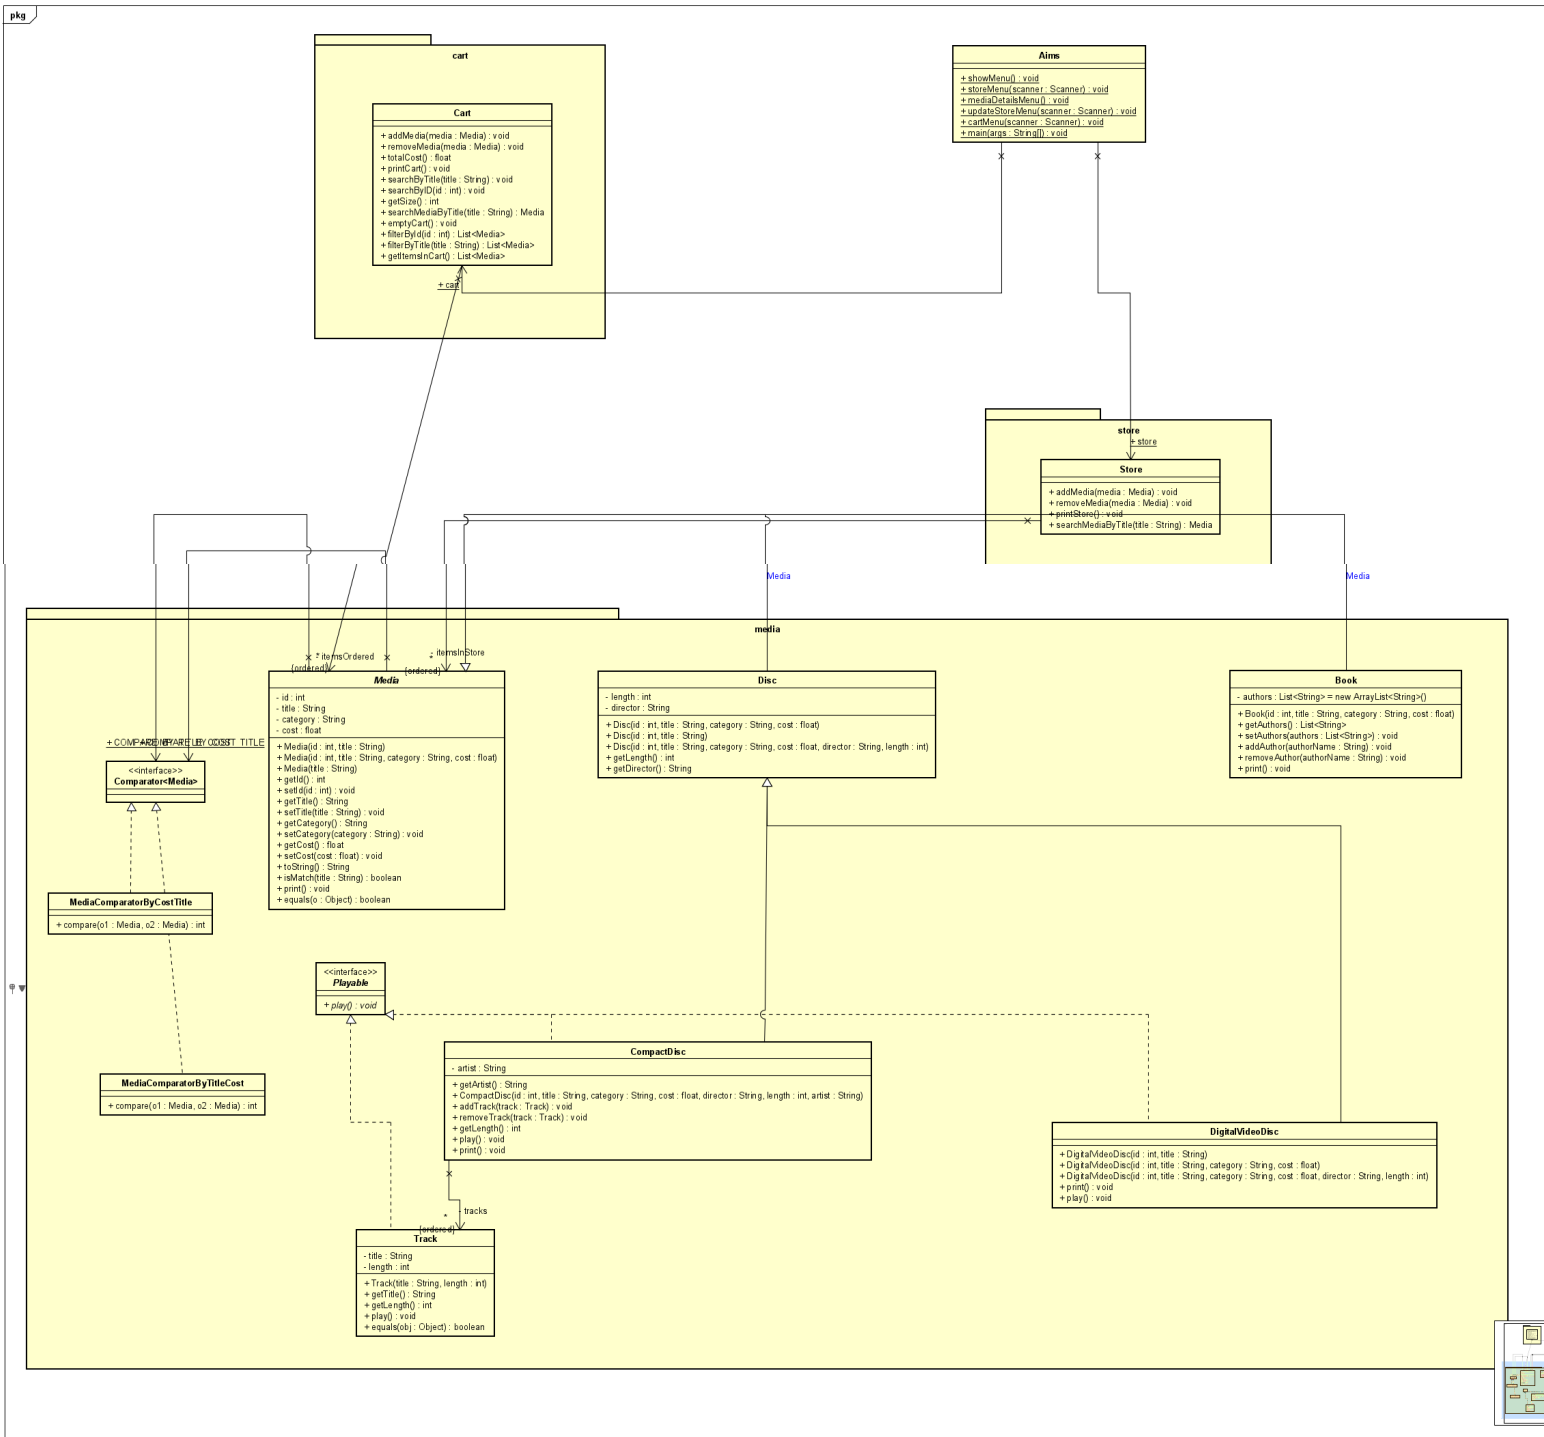 pkg
cart
Cart
+ addMedia(media : Media) : void
+ removeMedia(media : Media) : void
+ totalCost() : float
+ printCart() : void
+ searchByTitle(title : String) : void
+ searchByID(id : int) : void
+ getSize() : int
+ searchMediaByTitle(title : String) : Media
+ emptyCart() : void
+ filterById(id : int) : List<Media>
+ filterByTitle(title : String) : List<Media>
+ getItemsInCart() : List<Media>
+ cart
Aims
+ showMenu() : void
+ storeMenu(scanner : Scanner) : void
+ mediaDetailsMenu() : void
+ updateStoreMenu(scanner : Scanner) : void
+ cartMenu(scanner : Scanner) : void
+ main(args : String[]) : void
store
+ store
Store
+ addMedia(media : Media) : void
+ removeMedia(media : Media) : void
+ printStore() : void
+ searchMediaByTitle(title : String) : Media
Media
Media
media
* - itemsOrdered
{ordered}
- itemsInStore
*
{ordered}
Media
- id : int
- title : String
- category : String
- cost : float
+ Media(id : int, title : String)
+ Media(id : int, title : String, category : String, cost : float)
+ Media(title : String)
+ getId() : int
+ setId(id : int) : void
+ getTitle() : String
+ setTitle(title : String) : void
+ getCategory() : String
+ setCategory(category : String) : void
+ getCost() : float
+ setCost(cost : float) : void
+ toString() : String
+ isMatch(title : String) : boolean
+ print() : void
+ equals(o : Object) : boolean
Disc
- length : int
- director : String
+ Disc(id : int, title : String, category : String, cost : float)
+ Disc(id : int, title : String)
+ Disc(id : int, title : String, category : String, cost : float, director : String, length : int)
+ getLength() : int
+ getDirector() : String
Book
- authors : List<String> = new ArrayList<String>()
+ Book(id : int, title : String, category : String, cost : float)
+ getAuthors() : List<String>
+ setAuthors(authors : List<String>) : void
+ addAuthor(authorName : String) : void
+ removeAuthor(authorName : String) : void
+ print() : void
<<interface>>
Comparator<Media>
MediaComparatorByCostTitle
+ compare(o1 : Media, o2 : Media) : int
MediaComparatorByTitleCost
+ compare(o1 : Media, o2 : Media) : int
<<interface>>
Playable
+ play() : void
CompactDisc
- artist : String
+ getArtist() : String
+ CompactDisc(id : int, title : String, category : String, cost : float, director : String, length : int, artist : String)
+ addTrack(track : Track) : void
+ removeTrack(track : Track) : void
+ getLength() : int
+ play() : void
+ print() : void
DigitalVideoDisc
+ DigitalVideoDisc(id : int, title : String)
+ DigitalVideoDisc(id : int, title : String, category : String, cost : float)
+ DigitalVideoDisc(id : int, title : String, category : String, cost : float, director : String, length : int)
+ print() : void
+ play() : void
- tracks
*
{ordered}
Track
- title : String
- length : int
+ Track(title : String, length : int)
+ getTitle() : String
+ getLength() : int
+ play() : void
+ equals(obj : Object) : boolean